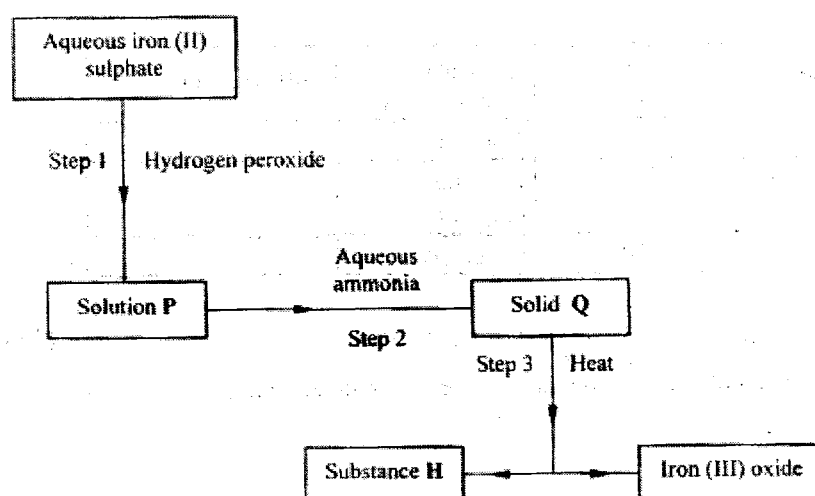 Aqueous iron (II)
sulphate
Step 1
Hydrogen peroxide
Aqueous
ammonia
Solution P
Solid Q
Step 2
Step 3
Heat
Substance H
Iron (III) oxide